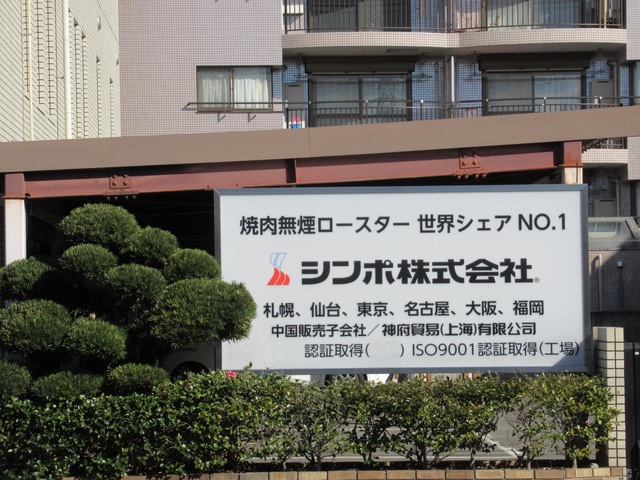 焼肉無煙ロースター 世界シェア NO.1
シンポ株式会社®
札幌、仙台、東京、名古屋、大阪、福岡
中国販売子会社／神府貿易(上海)有限公司
認証取得(　　) ISO9001認証取得(工場)